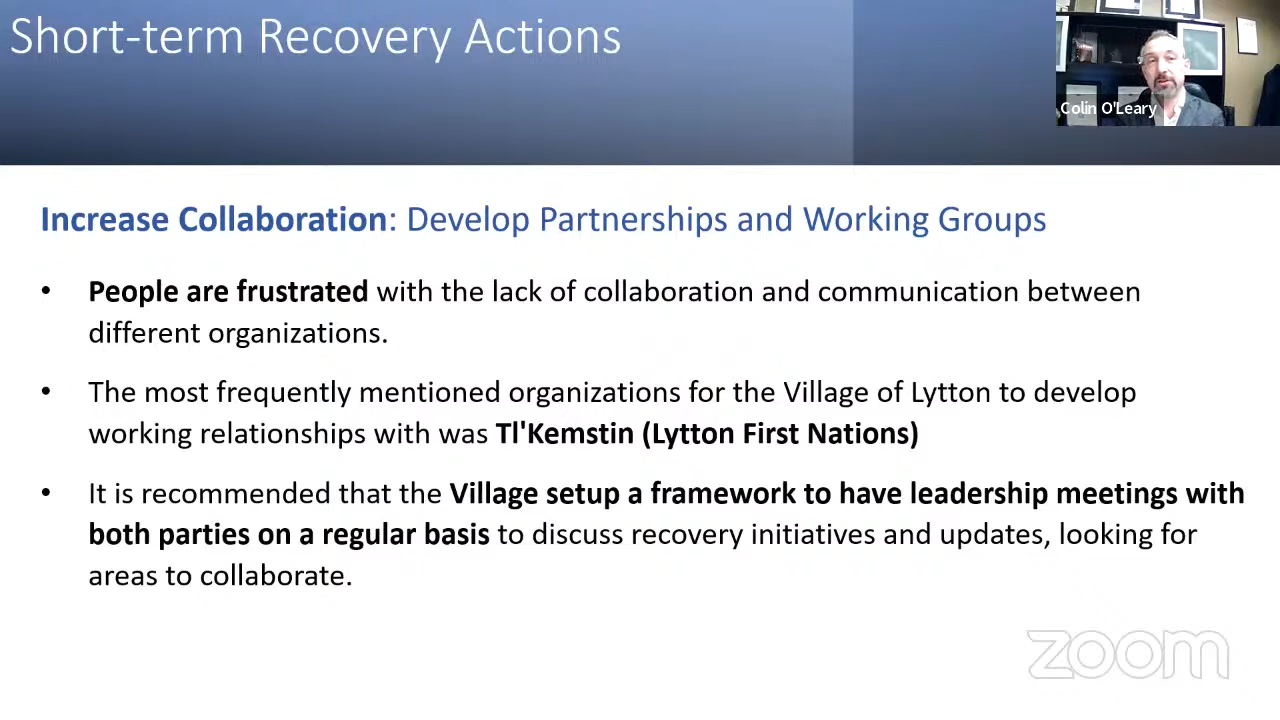 Short-term Recovery Actions
Colin O'Leary
Increase Collaboration: Develop Partnerships and Working Groups
• People are frustrated with the lack of collaboration and communication between
different organizations.
• The most frequently mentioned organizations for the Village of Lytton to develop
working relationships with was Tl'Kemstin (Lytton First Nations)
• It is recommended that the Village setup a framework to have leadership meetings with
both parties on a regular basis to discuss recovery initiatives and updates, looking for
areas to collaborate.
zoom